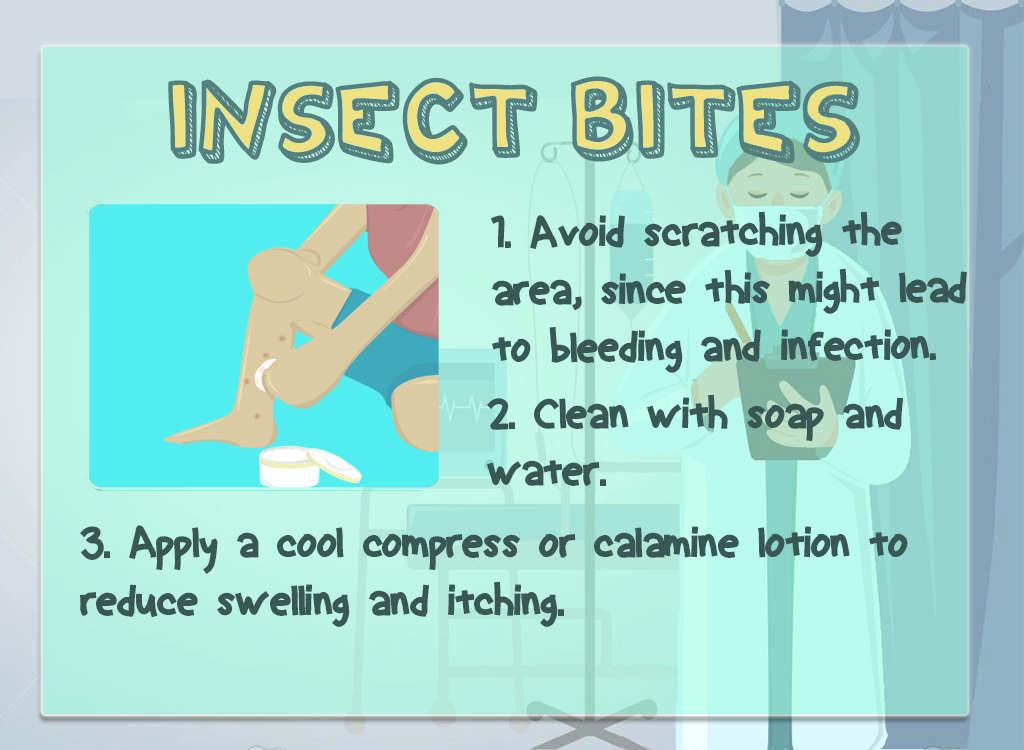 INSECT BITES
1. Avoid scratching the
area, since this might lead
to bleeding and infection.
2. Clean with soap and
water.
3. Apply a cool compress or calamine lotion to
reduce swelling and itching.